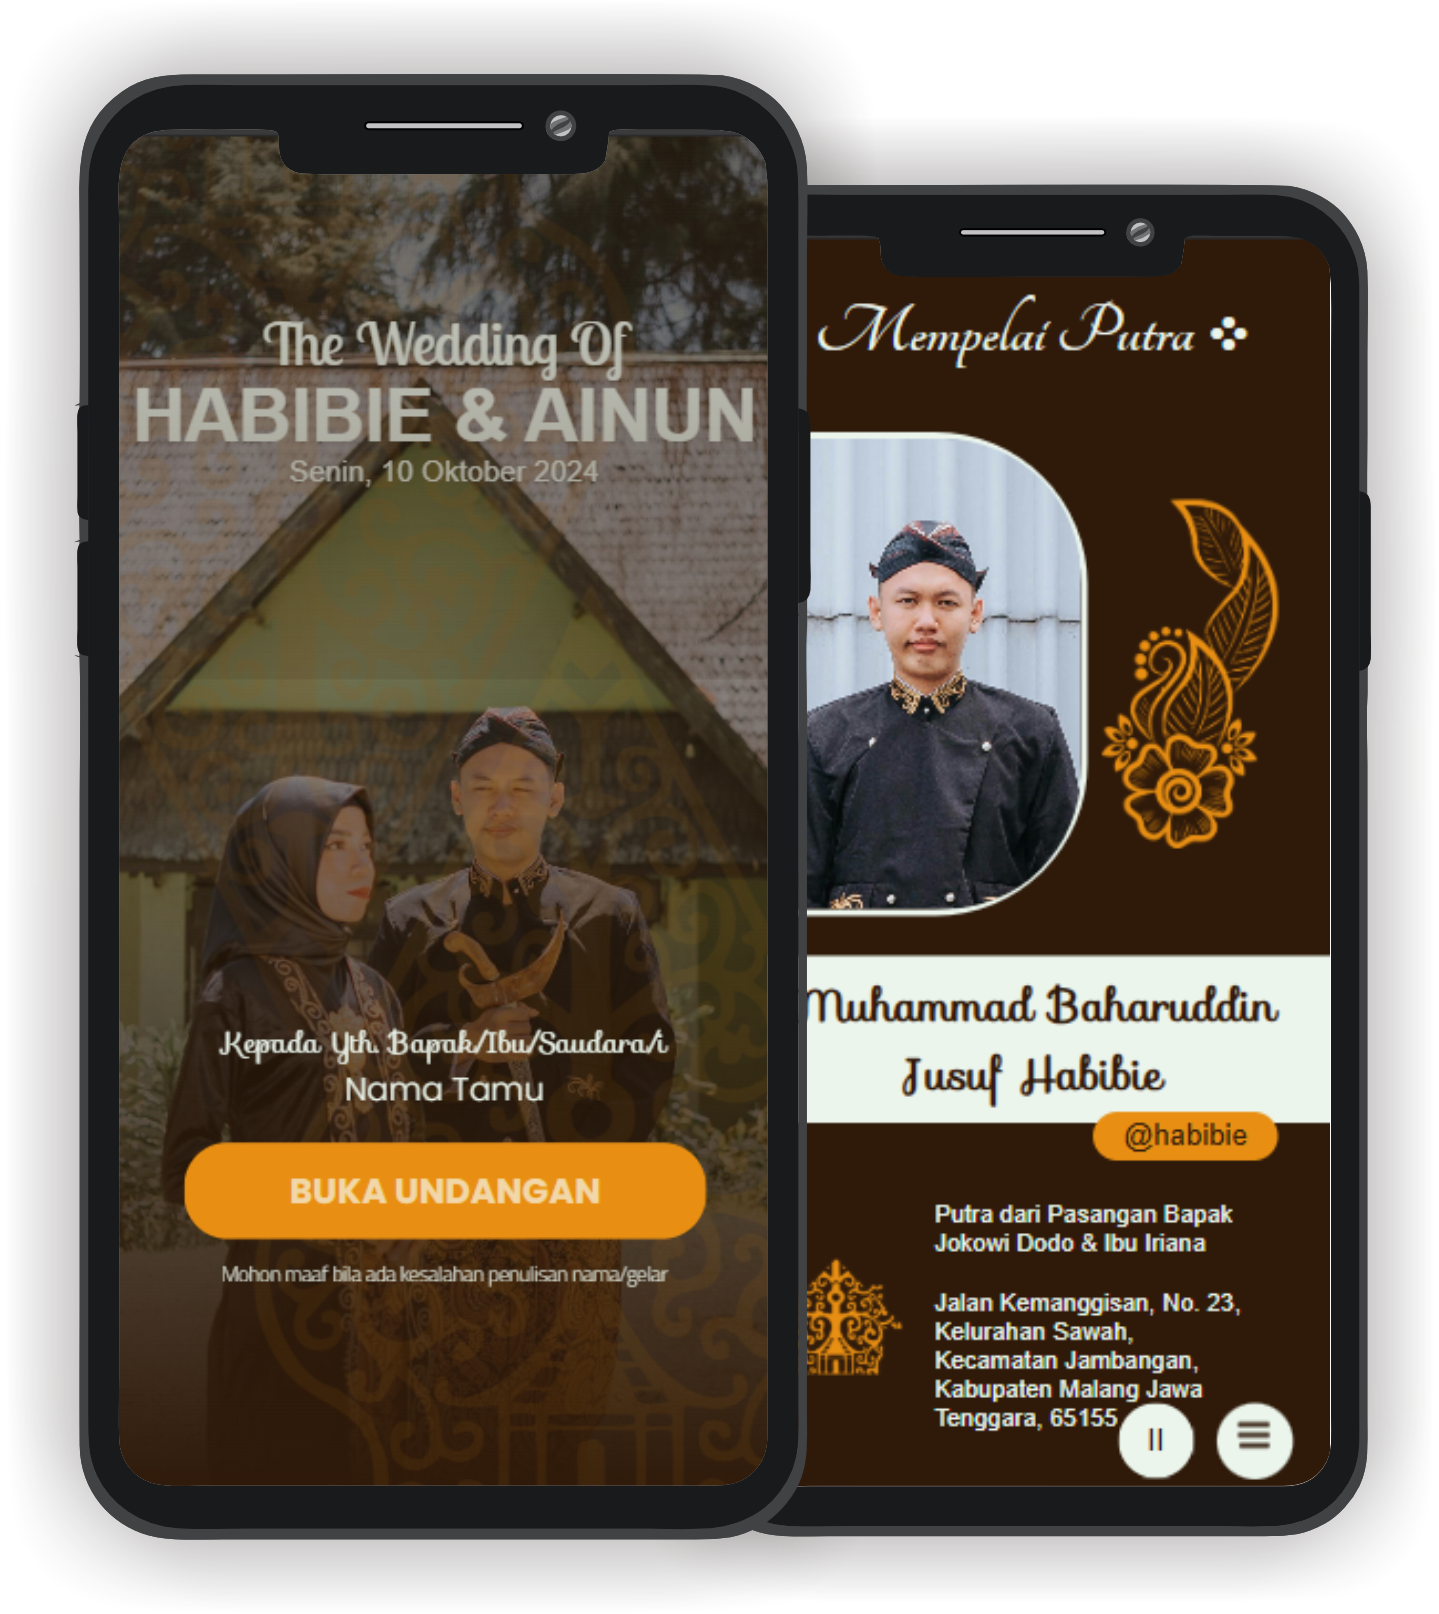 The Wedding Of
HABIBIE & AINUN
Senin, 10 Oktober 2024
Kepada Yth. Bapak/Ibu/Saudara/i
Nama Tamu
BUKA UNDANGAN
Mohon maaf bila ada kesalahan penulisan nama/gelar
Mempelai Putra
Muhammad Baharuddin
Jusuf Habibie
@habibie
Putra dari Pasangan Bapak
Jokowi Dodo & Ibu Iriana
Jalan Kemanggisan, No. 23,
Kelurahan Sawah,
Kecamatan Jambangan,
Kabupaten Malang Jawa
Tenggara, 65155